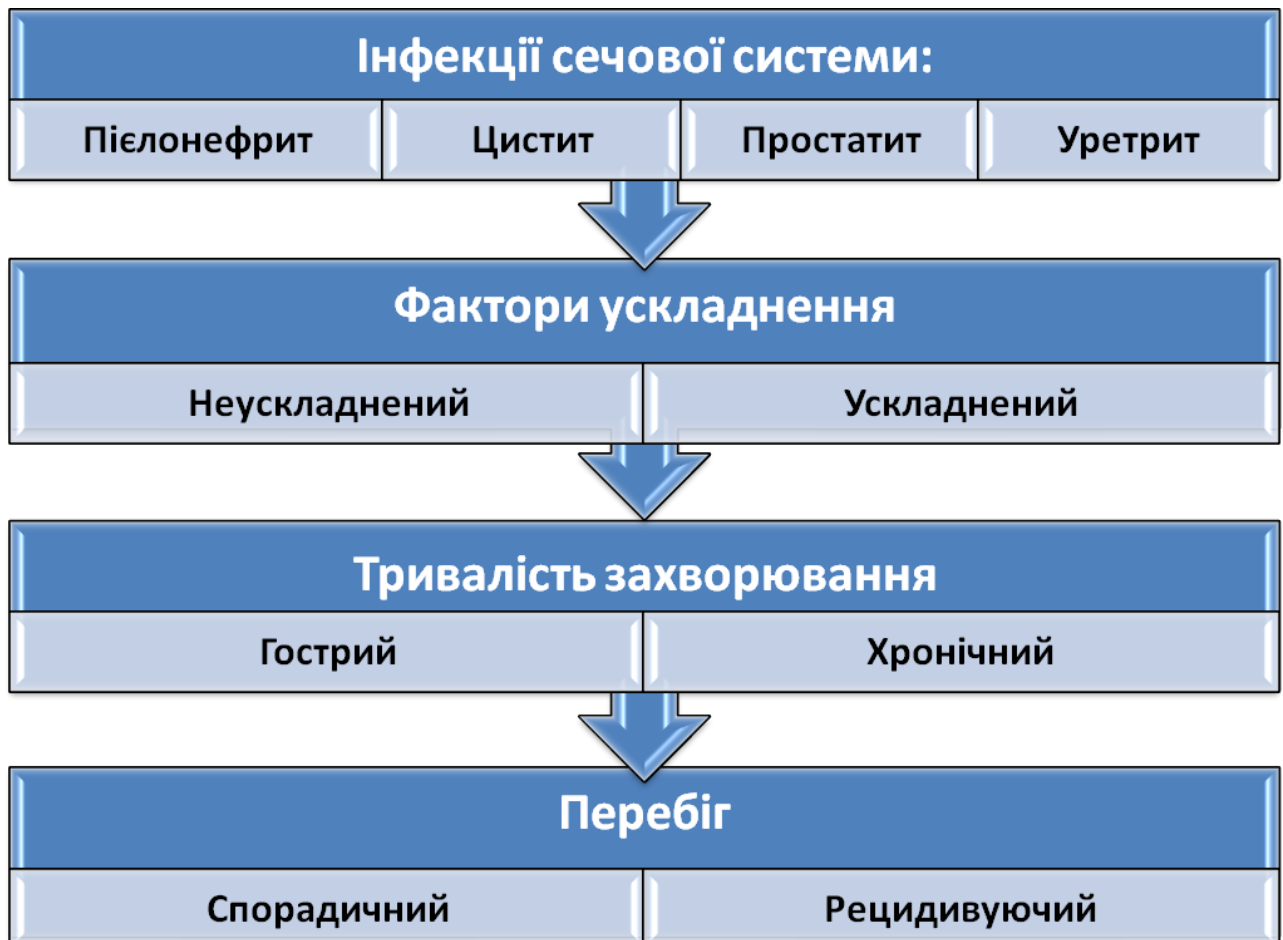 Інфекції сечової системи:
Пієлонефрит Цистит Простатит Уретрит
Фактори ускладнення
Неускладнений Ускладнений
Тривалість захворювання
Гострий Хронічний
Перебіг
Спорадичний Рецидивуючий